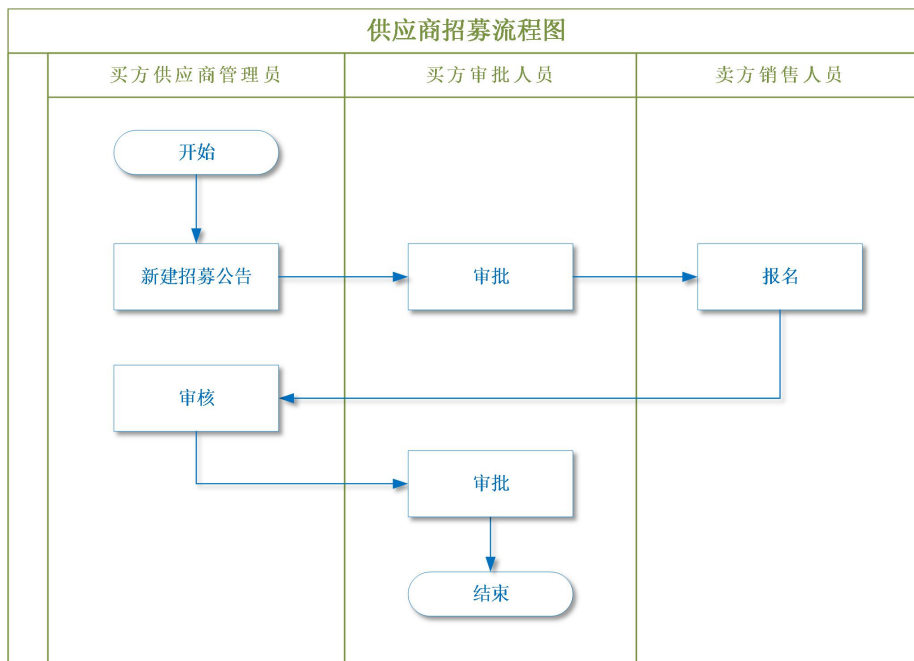 供应商招募流程图
买方供应商管理员
买方审批人员
卖方销售人员
开始
新建招募公告
审批
报名
审核
审批
结束